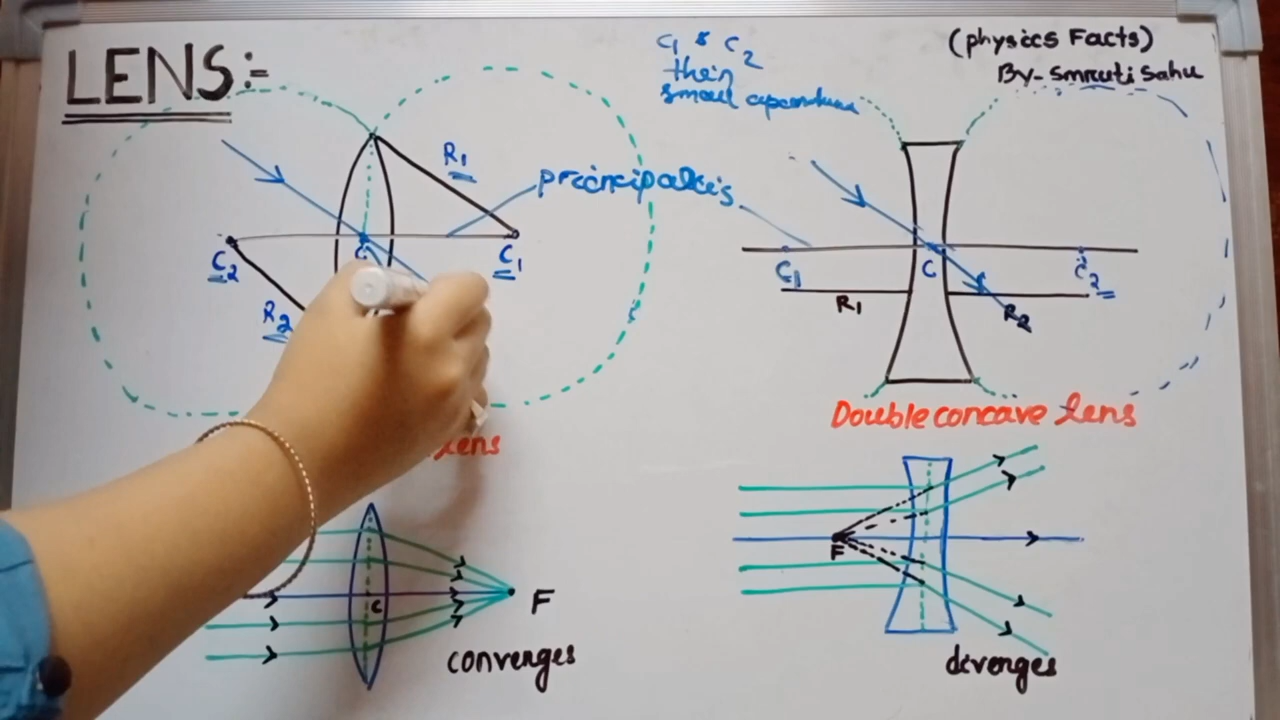 LENS:-
C1 & C2
their
small aperture
(physics Facts)
By- Smruti Sahu
R1
principal axis
C
C2
C1
R2
C1
C
C2
R1
R2
lens
Double concave lens
C
F
converges
F
diverges